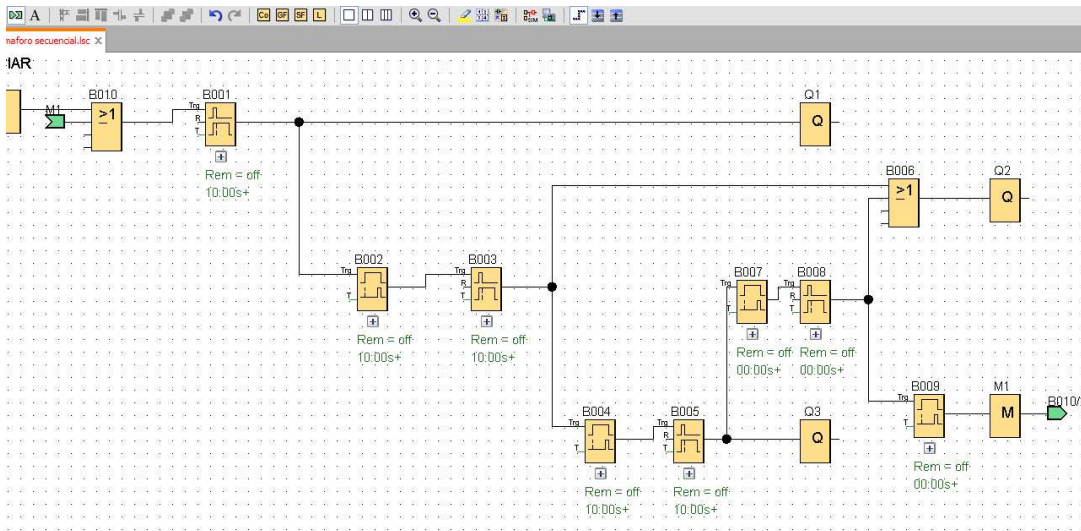 A Co GF SF L
maforo secuencial.lsc X
IAR
M1
B010
>1
B001
Trg
R
T
Rem = off
10:00s+
Q1
Q
B006
>1
Q2
Q
B002
Trg
T
Rem = off
10:00s+
B003
Trg
R
T
Rem = off
10:00s+
B007
Trg
T
Rem = off
00:00s+
B008
Trg
R
T
Rem = off
00:00s+
B004
Trg
T
Rem = off
10:00s+
B005
Trg
R
T
Rem = off
10:00s+
Q3
Q
B009
Trg
T
Rem = off
00:00s+
M1
M
B010/